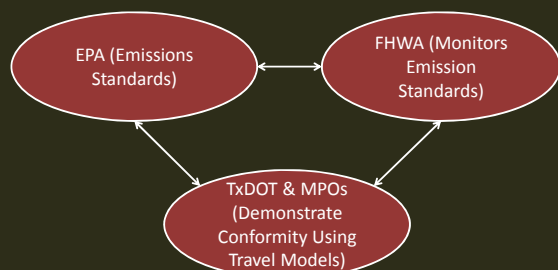 EPA (Emissions
Standards)
FHWA (Monitors
Emission
Standards)
TxDOT & MPOs
(Demonstrate
Conformity Using
Travel Models)